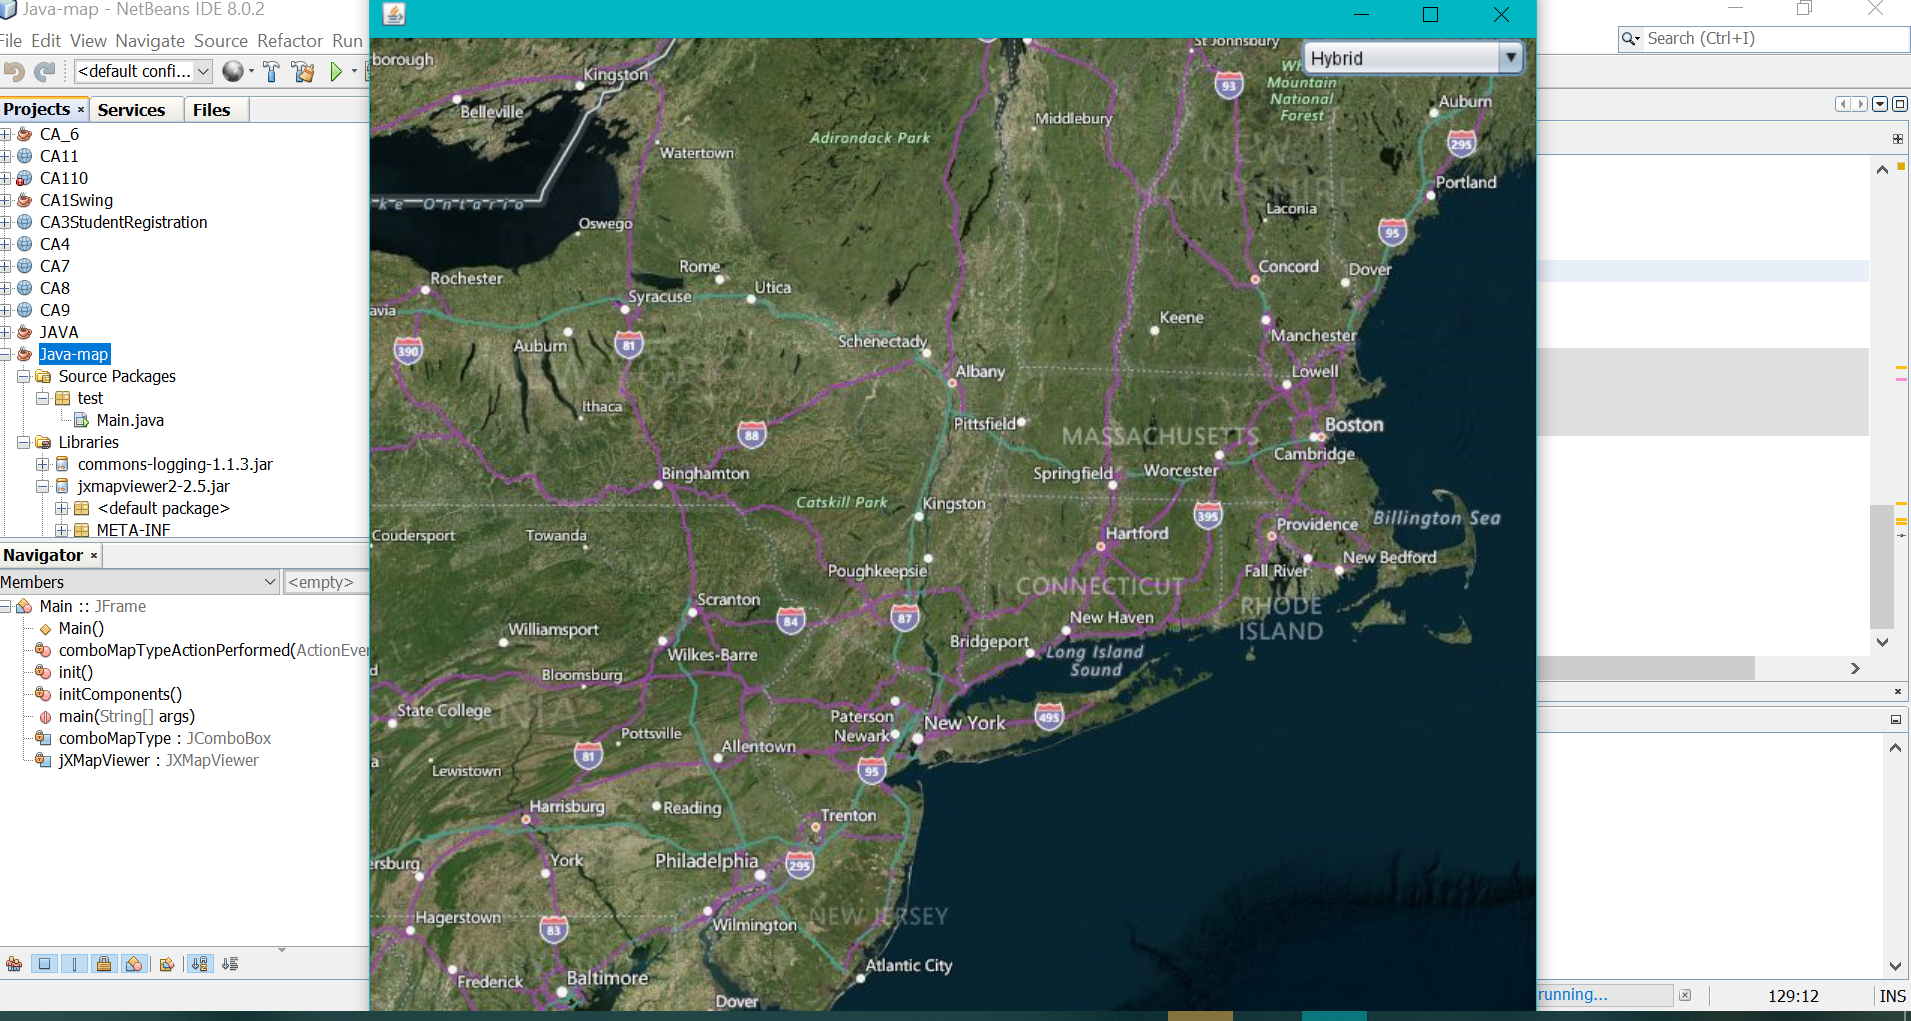 Java-map - NetBeans IDE 8.0.2
File Edit View Navigate Source Refactor Run
Search (Ctrl+I)
<default confi...
Projects
Services
Files
CA_6
CA11
CA110
CA1Swing
CA3StudentRegistration
CA4
CA7
CA8
CA9
JAVA
Java-map
Source Packages
test
Main.java
Libraries
commons-logging-1.1.3.jar
jxmapviewer2-2.5.jar
<default package>
META-INF
Navigator
Members
<empty>
Main :: JFrame
Main()
comboMapTypeActionPerformed(ActionEver
init()
initComponents()
main(String[] args)
comboMapType : JComboBox
jXMapViewer : JXMapViewer
Hybrid
borough
Kingston
St Johnsbury
93
Wh
Mountain
National
Forest
Auburn
Belleville
Middlebury
Adirondack Park
295
Watertown
NEW
HAMPSHIRE
Portland
ke Ontario
Laconia
Oswego
95
Rome
Concord
Dover
Rochester
Utica
Syracuse
avia
Keene
Manchester
390
Auburn
81
Schenectady
Albany
Lowell
NEW YORK
Ithaca
Pittsfield
Boston
88
MASSACHUSETTS
Cambridge
Binghamton
Springfield
Worcester
Catskill Park
Kingston
395
Providence
Billington Sea
Coudersport
Towanda
Hartford
New Bedford
Poughkeepsie
Fall River
CONNECTICUT
Scranton
84
87
RHODE
ISLAND
Williamsport
New Haven
Bridgeport
Wilkes-Barre
Long Island
Sound
d
Bloomsburg
State College
NIA
Paterson
New York
495
Newark
Pottsville
81
Allentown
a
Lewistown
95
Harrisburg
Reading
Trenton
ersburg
York
Philadelphia
295
Hagerstown
83
Wilmington
NEW JERSEY
Frederick
Baltimore
Atlantic City
Dover
running...
129:12
INS